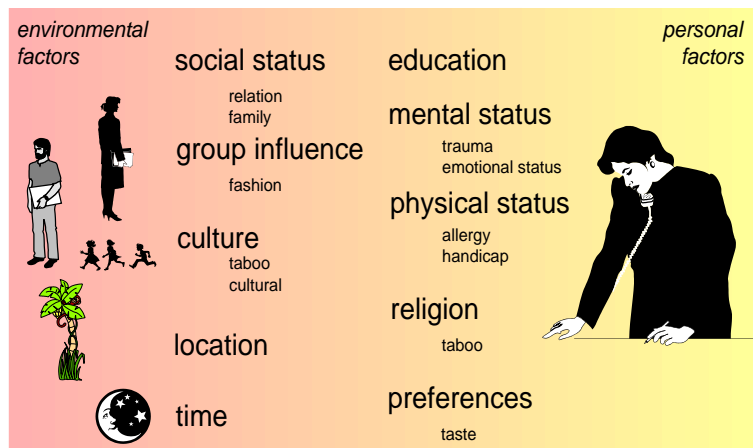 environmental
factors
social status
relation
family
group influence
fashion
culture
taboo
cultural
location
time
education
mental status
trauma
emotional status
physical status
allergy
handicap
religion
taboo
preferences
taste
personal
factors